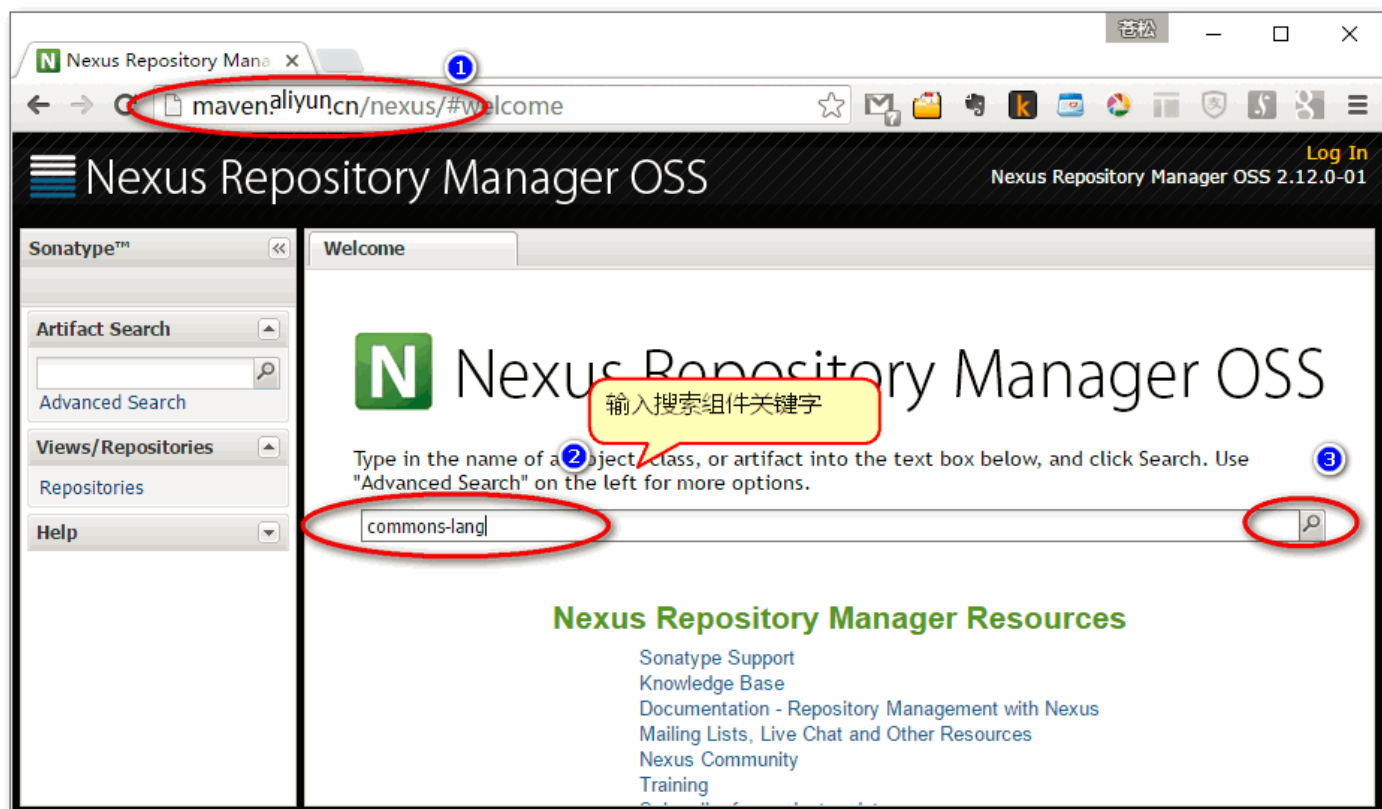 苍松
Nexus Repository Mana
1
maven.aliyun.cn/nexus/#welcome
Nexus Repository Manager OSS
Log In
Nexus Repository Manager OSS 2.12.0-01
Sonatype™
Welcome
Artifact Search
Advanced Search
Views/Repositories
Repositories
Help
N Nexus Repository Manager OSS
输入搜索组件关键字
2
3
Type in the name of a project, class, or artifact into the text box below, and click Search. Use
"Advanced Search" on the left for more options.
commons-lang
Nexus Repository Manager Resources
Sonatype Support
Knowledge Base
Documentation - Repository Management with Nexus
Mailing Lists, Live Chat and Other Resources
Nexus Community
Training